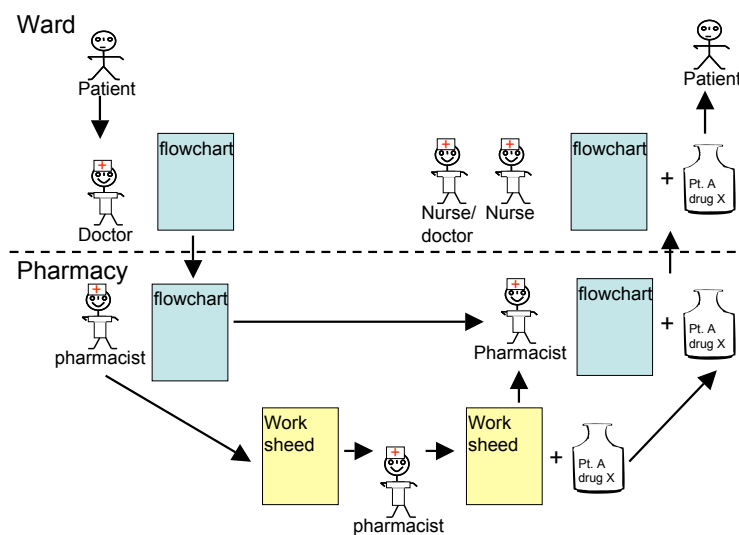 Ward
Patient
Patient
flowchart
flowchart
Doctor
Nurse/
doctor
Nurse
+
Pt. A
drug X
Pharmacy
flowchart
flowchart
pharmacist
Pharmacist
+
Pt. A
drug X
Work
sheed
Work
sheed
+
Pt. A
drug X
pharmacist